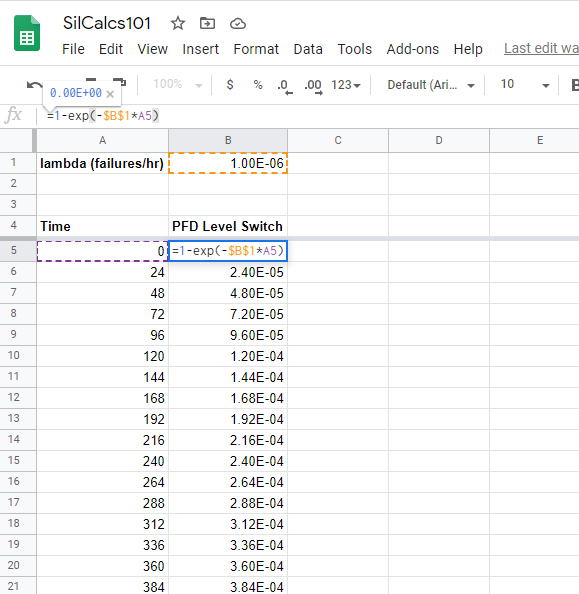 SilCalcs101
File Edit View Insert Format Data Tools Add-ons Help Last edit wa
100% $ % .0 .00 123 Default (Ari... 10 B
0.00E+00 ×
fx =1-exp(-$B$1*A5)
A B C D E
1 lambda (failures/hr) 1.00E-06
2
3
4 Time PFD Level Switch
5 0 =1-exp(-$B$1*A5)
6 24 2.40E-05
7 48 4.80E-05
8 72 7.20E-05
9 96 9.60E-05
10 120 1.20E-04
11 144 1.44E-04
12 168 1.68E-04
13 192 1.92E-04
14 216 2.16E-04
15 240 2.40E-04
16 264 2.64E-04
17 288 2.88E-04
18 312 3.12E-04
19 336 3.36E-04
20 360 3.60E-04
21 384 3.84E-04